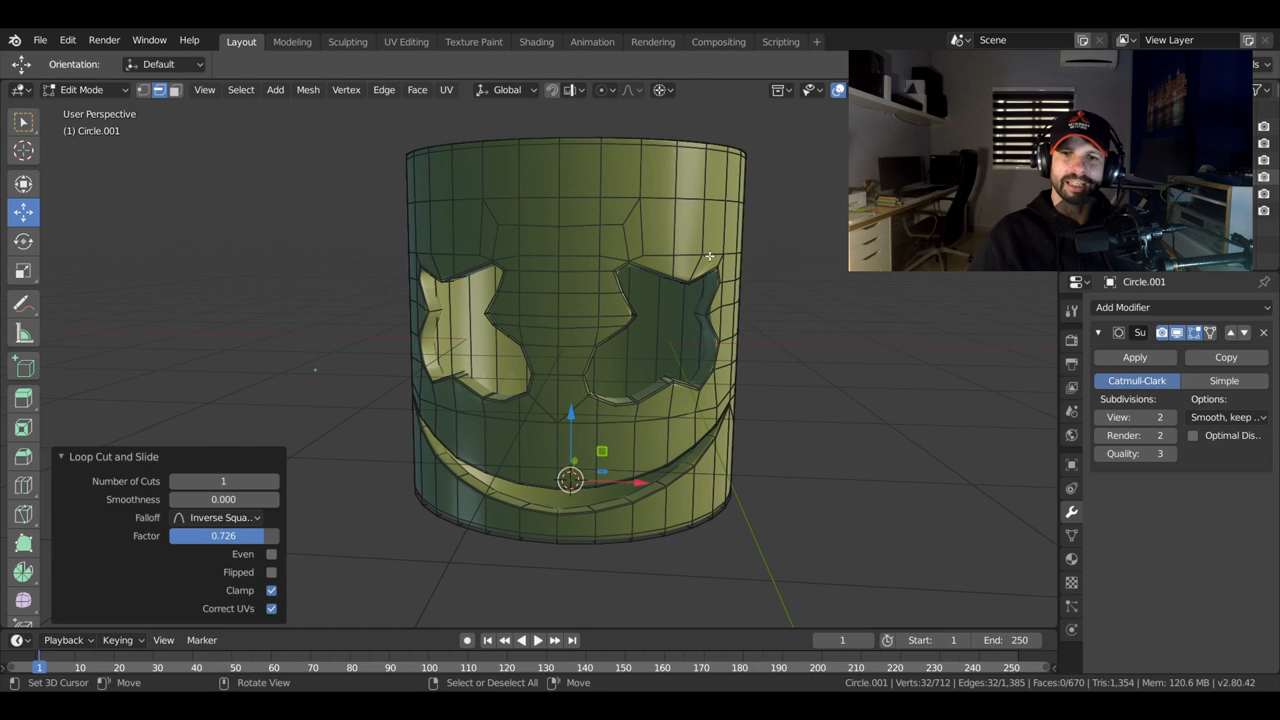 File Edit Render Window Help Layout Modeling Sculpting UV Editing Texture Paint Shading Animation Rendering Compositing Scripting + Scene View Layer
Orientation: Default
Edit Mode View Select Add Mesh Vertex Edge Face UV Global
User Perspective
(1) Circle.001
Circle.001
Add Modifier
Su
Apply Copy
Catmull-Clark Simple
Subdivisions: Options:
View: 2 Smooth, keep ..
Render: 2 Optimal Dis..
Quality: 3
Loop Cut and Slide
Number of Cuts 1
Smoothness 0.000
Falloff Inverse Squa..
Factor 0.726
Even
Flipped
Clamp
Correct UVs
Playback Keying View Marker 1 Start: 1 End: 250
1 10 20 30 40 50 60 70 80 90 100 110 120 130 140 150 160 170 180 190 200 210 220 230 240 250
Set 3D Cursor Move Rotate View Select or Deselect All Move Circle.001 | Verts:32/712 | Edges:32/1,385 | Faces:0/670 | Tris:1,354 | Mem: 120.6 MB | v2.80.42